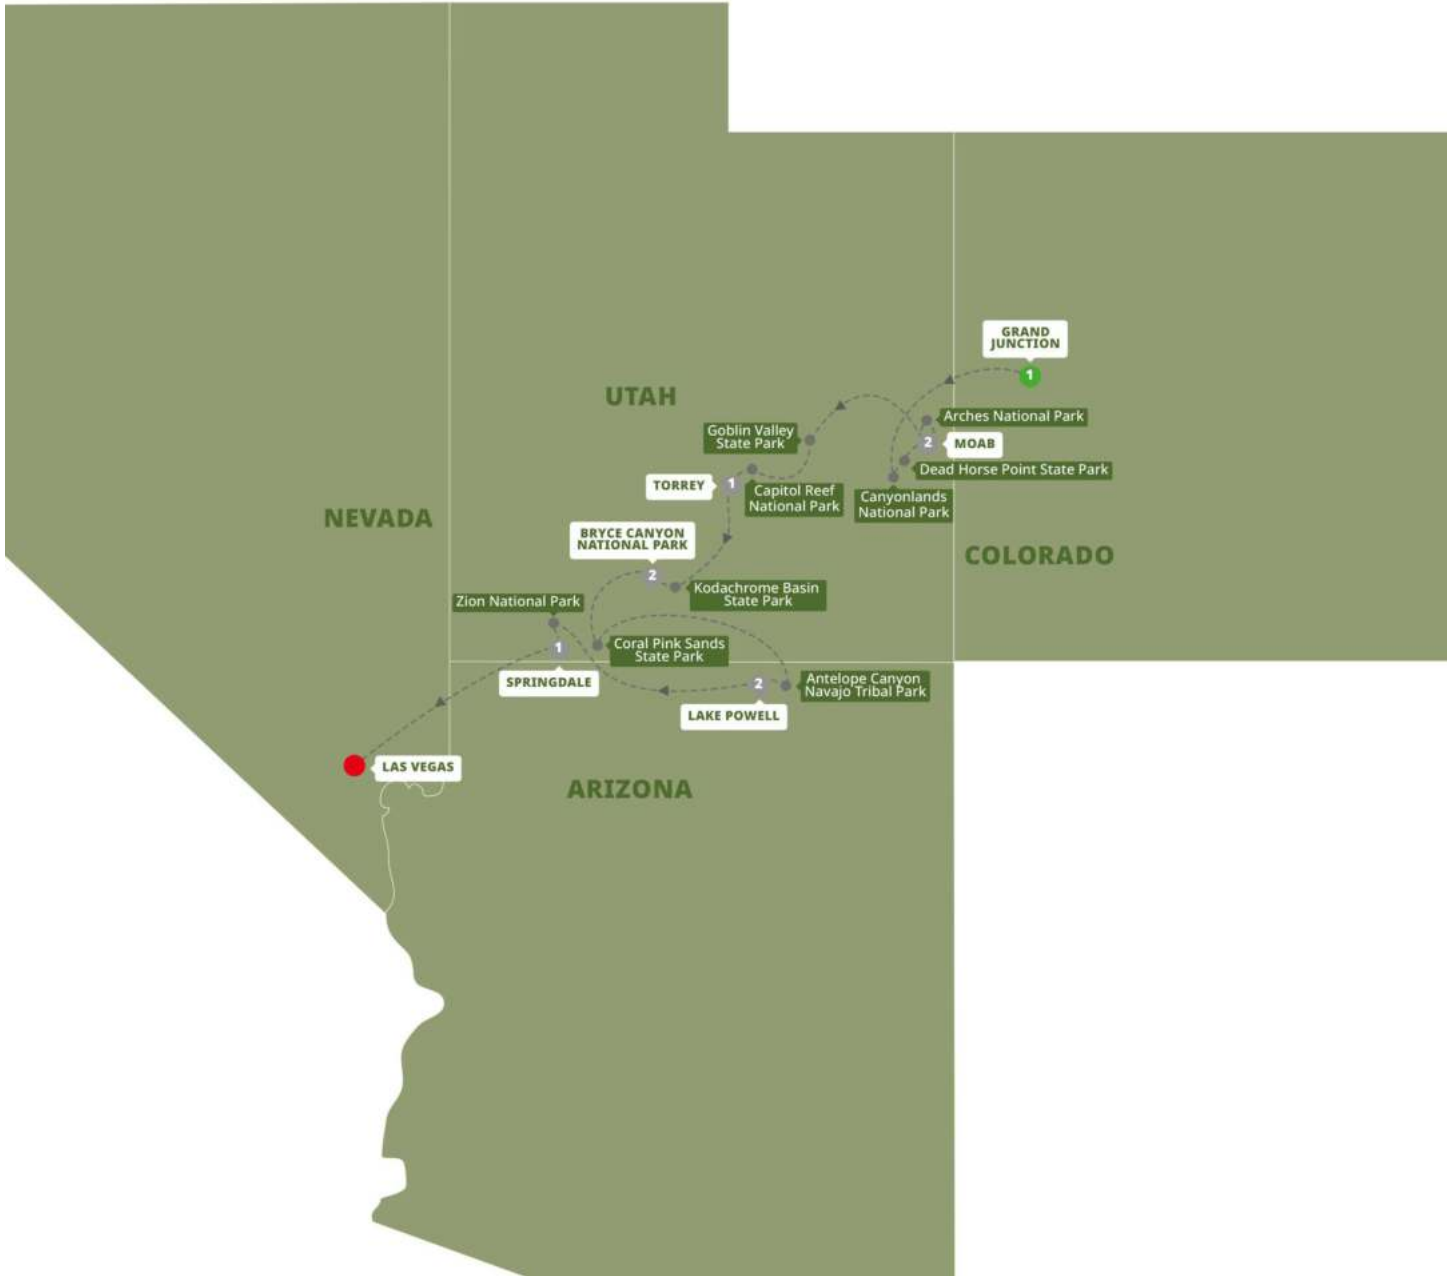 GRAND
JUNCTION
1
UTAH
Arches National Park
Goblin Valley
State Park
2
MOAB
Dead Horse Point State Park
TORREY
1
Capitol Reef
National Park
Canyonlands
National Park
NEVADA
BRYCE CANYON
NATIONAL PARK
COLORADO
2
Kodachrome Basin
State Park
Zion National Park
Coral Pink Sands
State Park
1
SPRINGDALE
2
Antelope Canyon
Navajo Tribal Park
LAKE POWELL
LAS VEGAS
ARIZONA